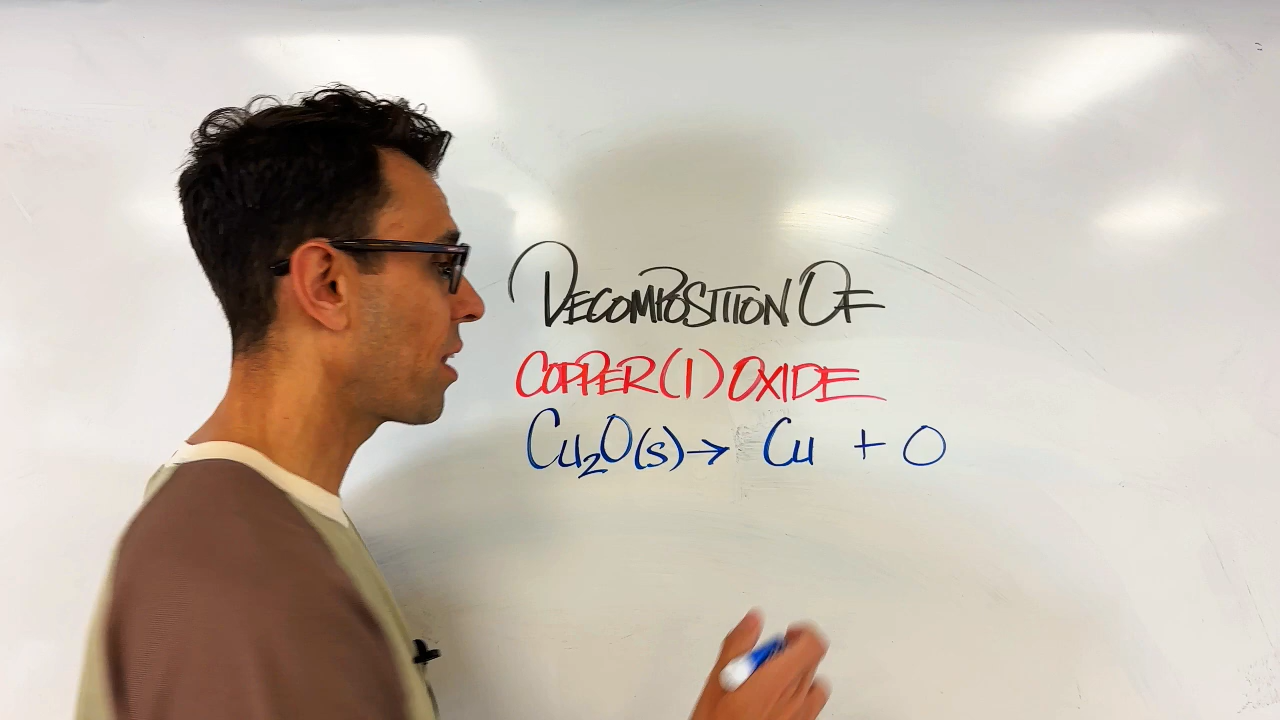 DECOMPOSITION OF
COPPER(I) OXIDE
Cu₂O(s) → Cu + O